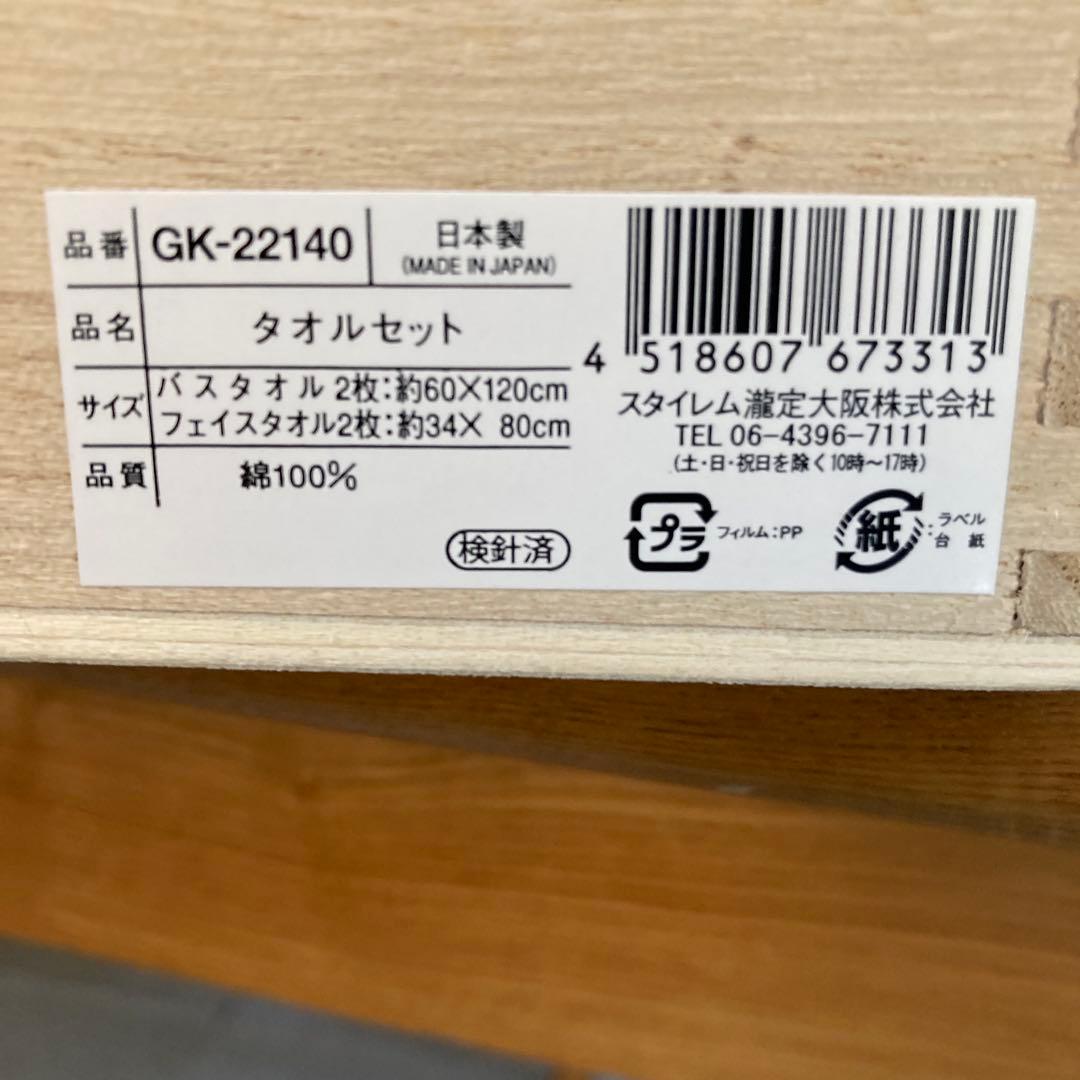 品番 GK-22140 日本製
(MADE IN JAPAN)
品名 タオルセット
サイズ バスタオル 2枚:約60×120cm
フェイスタオル2枚:約34× 80cm
品質 綿100%
検針済
4 518607 673313
スタイレム瀧定大阪株式会社
TEL 06-4396-7111
(土・日・祝日を除く10時~17時)
プラ フィルム:PP
紙 :ラベル
台紙